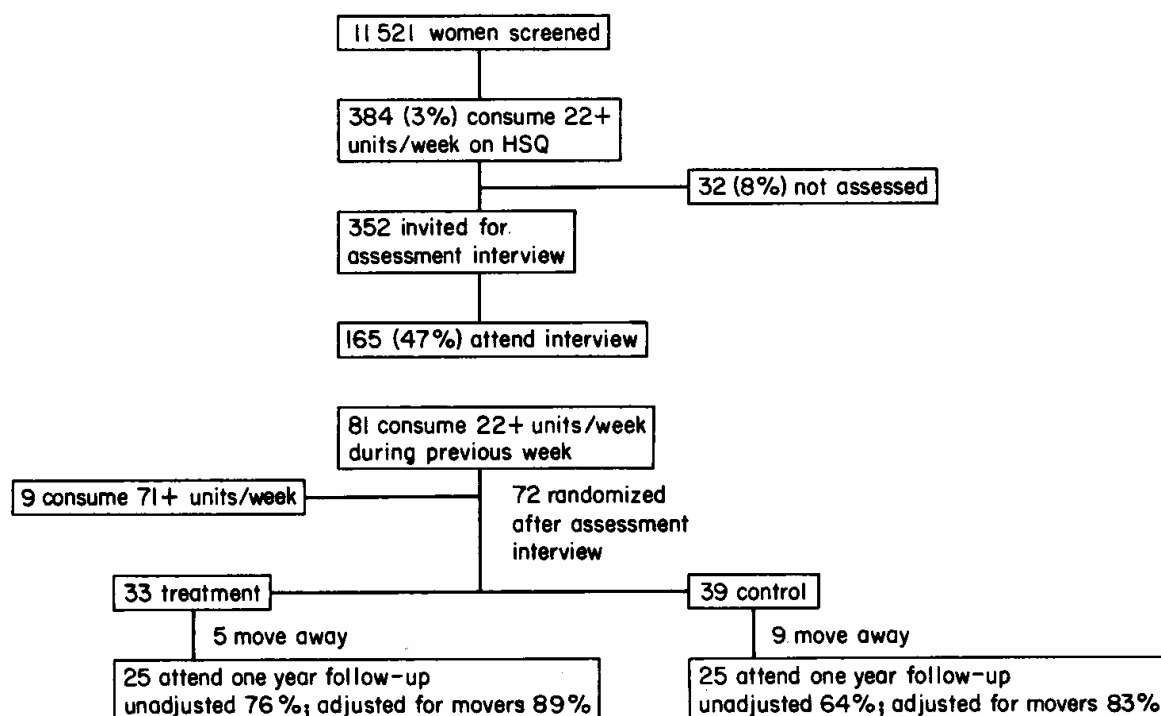 11 521 women screened
384 (3%) consume 22+
units/week on HSQ
32 (8%) not assessed
352 invited for
assessment interview
165 (47%) attend interview
81 consume 22+ units/week
during previous week
9 consume 71+ units/week
72 randomized
after assessment
interview
33 treatment
39 control
5 move away
9 move away
25 attend one year follow-up
unadjusted 76%; adjusted for movers 89%
25 attend one year follow-up
unadjusted 64%; adjusted for movers 83%